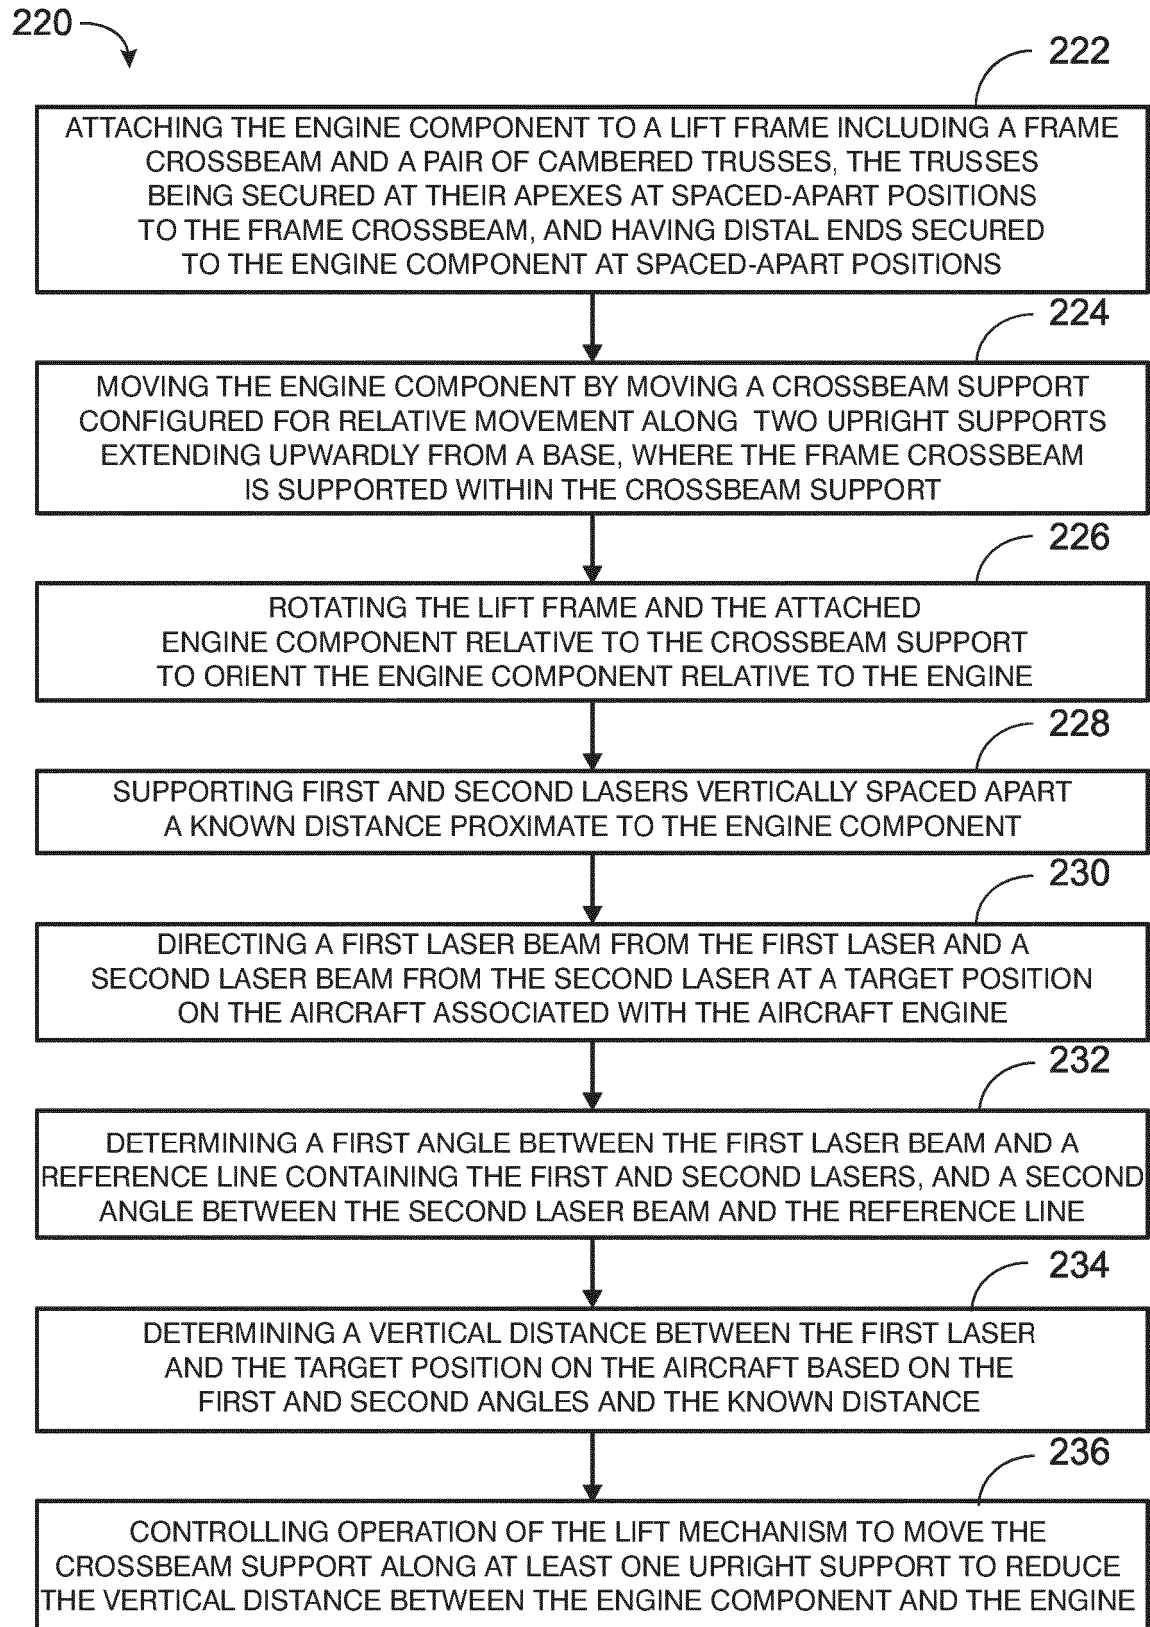 220
222
ATTACHING THE ENGINE COMPONENT TO A LIFT FRAME INCLUDING A FRAME
CROSSBEAM AND A PAIR OF CAMBERED TRUSSES, THE TRUSSES
BEING SECURED AT THEIR APEXES AT SPACED-APART POSITIONS
TO THE FRAME CROSSBEAM, AND HAVING DISTAL ENDS SECURED
TO THE ENGINE COMPONENT AT SPACED-APART POSITIONS
224
MOVING THE ENGINE COMPONENT BY MOVING A CROSSBEAM SUPPORT
CONFIGURED FOR RELATIVE MOVEMENT ALONG TWO UPRIGHT SUPPORTS
EXTENDING UPWARDLY FROM A BASE, WHERE THE FRAME CROSSBEAM
IS SUPPORTED WITHIN THE CROSSBEAM SUPPORT
226
ROTATING THE LIFT FRAME AND THE ATTACHED
ENGINE COMPONENT RELATIVE TO THE CROSSBEAM SUPPORT
TO ORIENT THE ENGINE COMPONENT RELATIVE TO THE ENGINE
228
SUPPORTING FIRST AND SECOND LASERS VERTICALLY SPACED APART
A KNOWN DISTANCE PROXIMATE TO THE ENGINE COMPONENT
230
DIRECTING A FIRST LASER BEAM FROM THE FIRST LASER AND A
SECOND LASER BEAM FROM THE SECOND LASER AT A TARGET POSITION
ON THE AIRCRAFT ASSOCIATED WITH THE AIRCRAFT ENGINE
232
DETERMINING A FIRST ANGLE BETWEEN THE FIRST LASER BEAM AND A
REFERENCE LINE CONTAINING THE FIRST AND SECOND LASERS, AND A SECOND
ANGLE BETWEEN THE SECOND LASER BEAM AND THE REFERENCE LINE
234
DETERMINING A VERTICAL DISTANCE BETWEEN THE FIRST LASER
AND THE TARGET POSITION ON THE AIRCRAFT BASED ON THE
FIRST AND SECOND ANGLES AND THE KNOWN DISTANCE
236
CONTROLLING OPERATION OF THE LIFT MECHANISM TO MOVE THE
CROSSBEAM SUPPORT ALONG AT LEAST ONE UPRIGHT SUPPORT TO REDUCE
THE VERTICAL DISTANCE BETWEEN THE ENGINE COMPONENT AND THE ENGINE